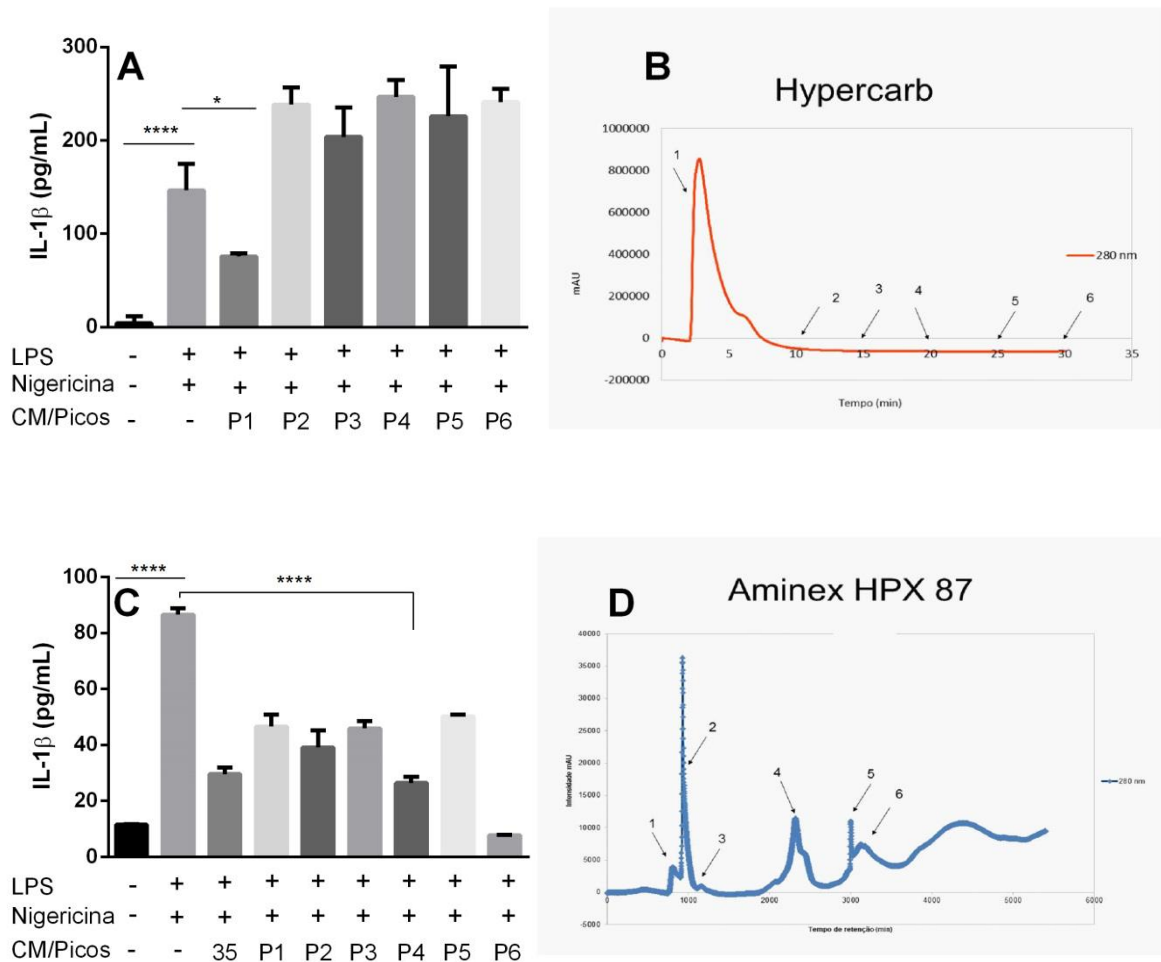 A
IL-1β (pg/mL)
300
200
100
0
****
*
LPS - + + + + + + +
Nigericina - + + + + + + +
CM/Picos - - P1 P2 P3 P4 P5 P6
B
Hypercarb
mAU
1000000
800000
600000
400000
200000
0
-200000
1
2
3
4
5
6
280 nm
0 5 10 15 20 25 30 35
Tempo (min)
C
IL-1β (pg/mL)
100
80
60
40
20
0
****
****
LPS - + + + + + + + +
Nigericina - + + + + + + + +
CM/Picos - - 35 P1 P2 P3 P4 P5 P6
D
Aminex HPX 87
Intensidade mAU
40000
35000
30000
25000
20000
15000
10000
5000
0
-5000
1
2
3
4
5
6
280 nm
0 1000 2000 3000 4000 5000 6000
Tempo de retenção (min)